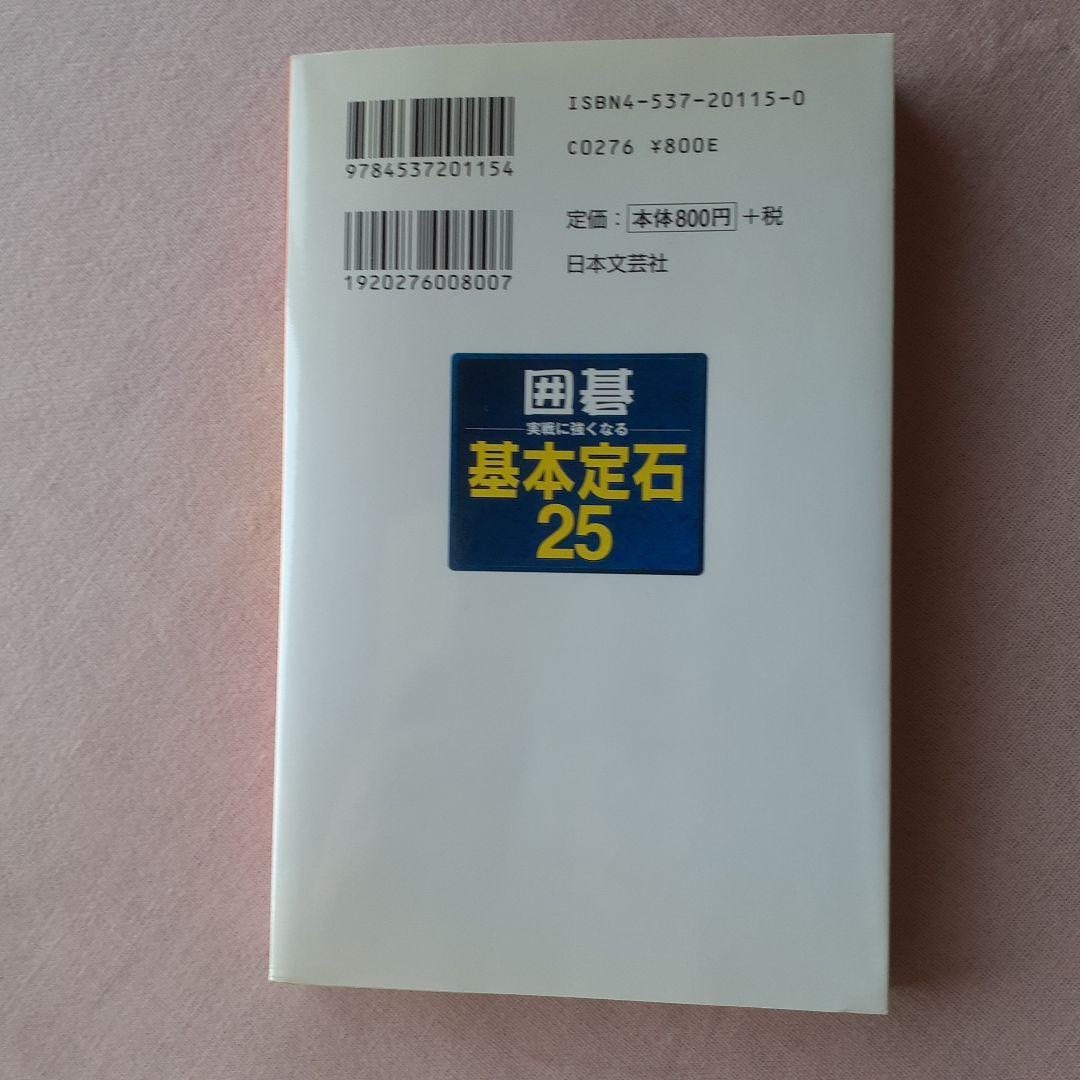 ISBN4-537-20115-0
9784537201154
C0276 ¥800E
定価：本体800円＋税
1920276008007
日本文芸社
囲碁
実戦に強くなる
基本定石
25